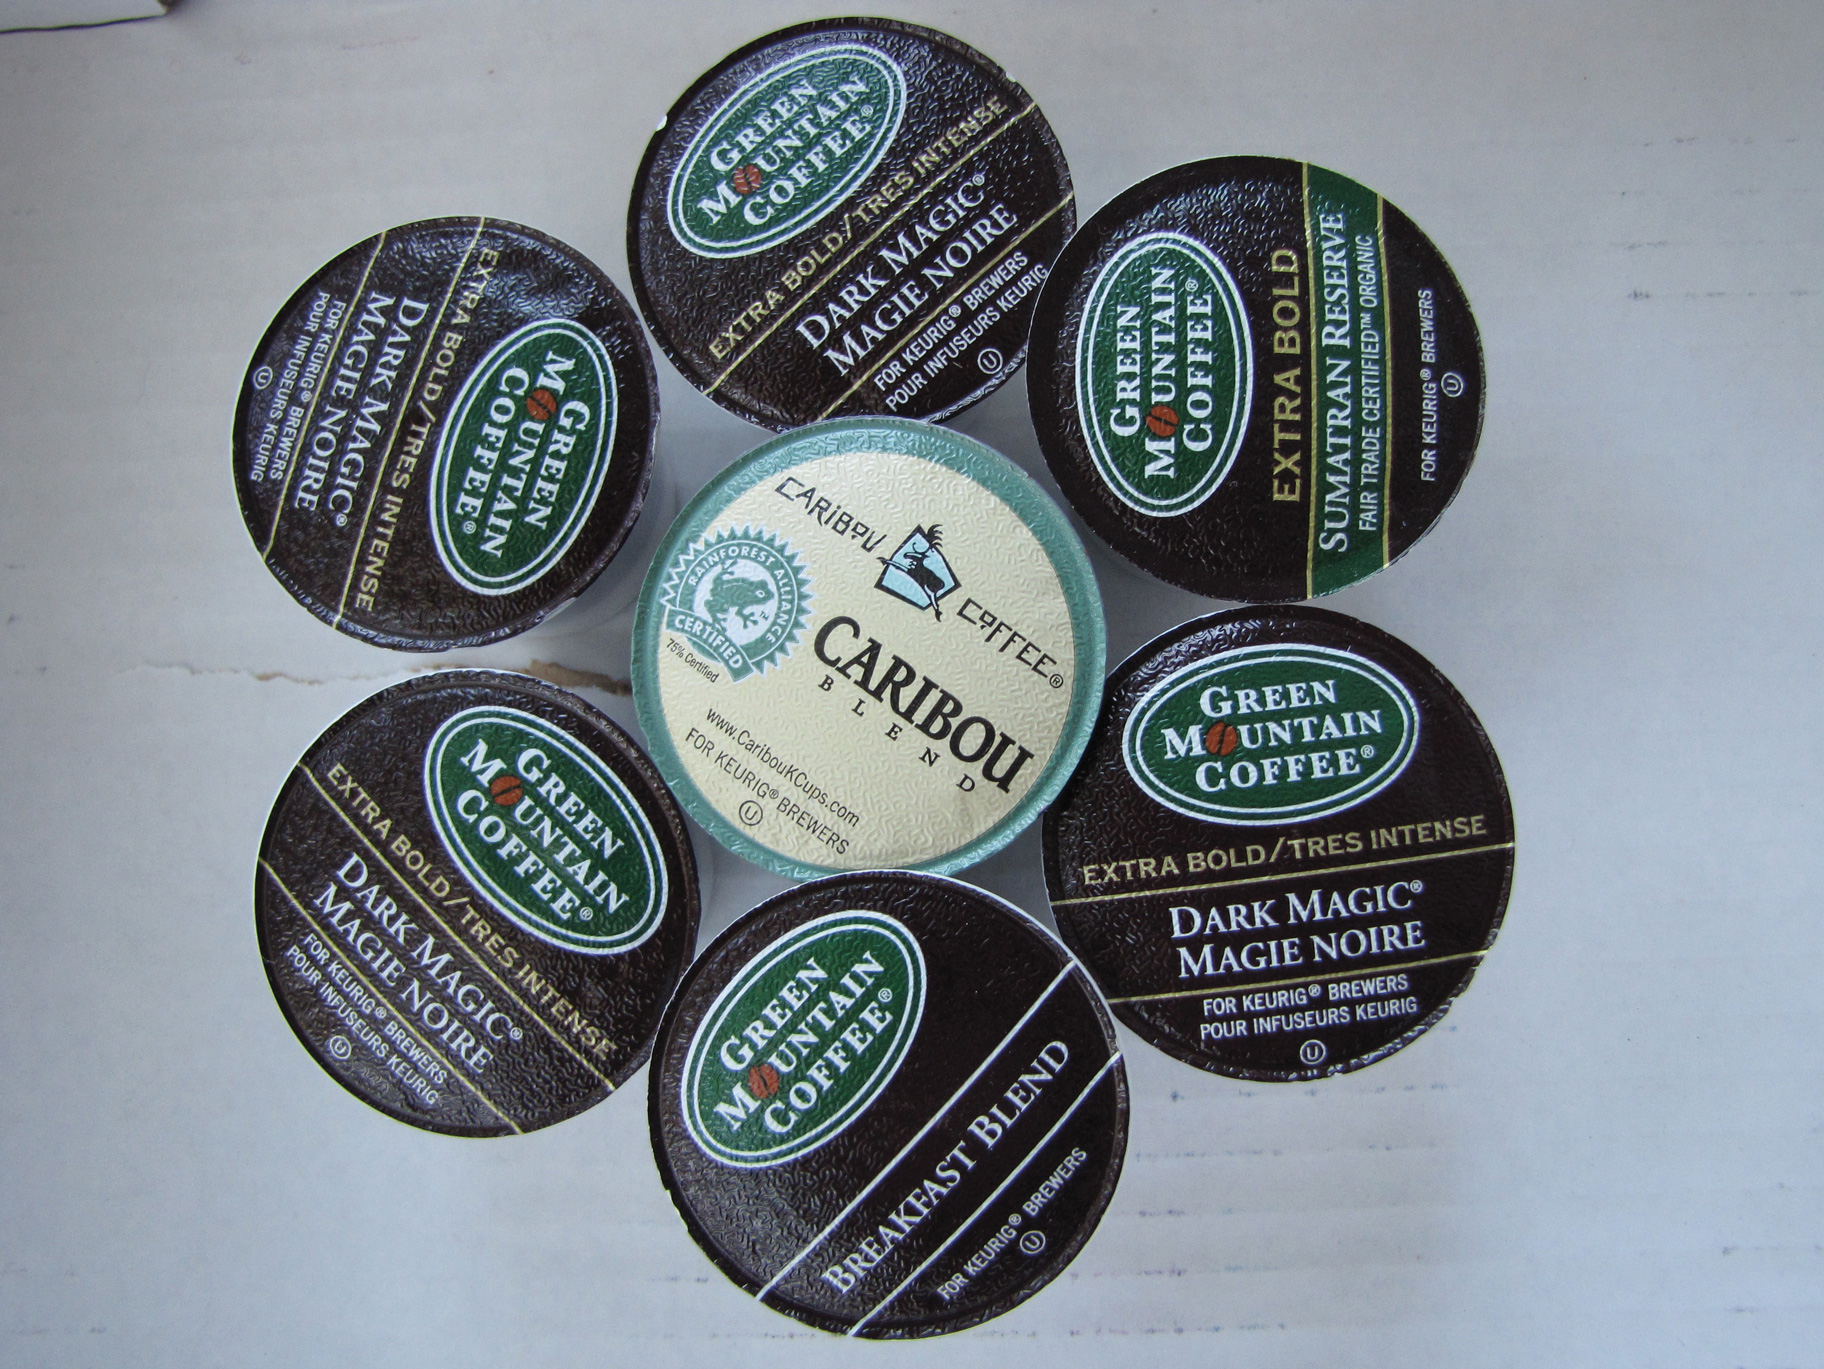 GREEN
MOUNTAIN
COFFEE®
EXTRA BOLD/TRES INTENSE
DARK MAGIC®
MAGIE NOIRE
FOR KEURIG® BREWERS
POUR INFUSEURS KEURIG
U
GREEN
MOUNTAIN
COFFEE®
EXTRA BOLD
SUMATRAN RESERVE
FAIR TRADE CERTIFIED™ ORGANIC
FOR KEURIG® BREWERS
U
GREEN
MOUNTAIN
COFFEE®
EXTRA BOLD/TRES INTENSE
DARK MAGIC®
MAGIE NOIRE
FOR KEURIG® BREWERS
POUR INFUSEURS KEURIG
U
CARIBOU COFFEE®
RAINFOREST ALLIANCE
CERTIFIED
75% Certified
CARIBOU
BLEND
www.CaribouKCups.com
FOR KEURIG® BREWERS
U
GREEN
MOUNTAIN
COFFEE®
EXTRA BOLD/TRES INTENSE
DARK MAGIC®
MAGIE NOIRE
FOR KEURIG® BREWERS
POUR INFUSEURS KEURIG
U
GREEN
MOUNTAIN
COFFEE®
EXTRA BOLD/TRES INTENSE
DARK MAGIC®
MAGIE NOIRE
FOR KEURIG® BREWERS
POUR INFUSEURS KEURIG
U
GREEN
MOUNTAIN
COFFEE®
BREAKFAST BLEND
FOR KEURIG® BREWERS
U